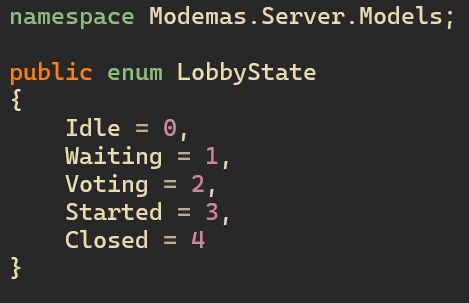 namespace Modemas.Server.Models;
public enum LobbyState
{
    Idle = 0,
    Waiting = 1,
    Voting = 2,
    Started = 3,
    Closed = 4
}